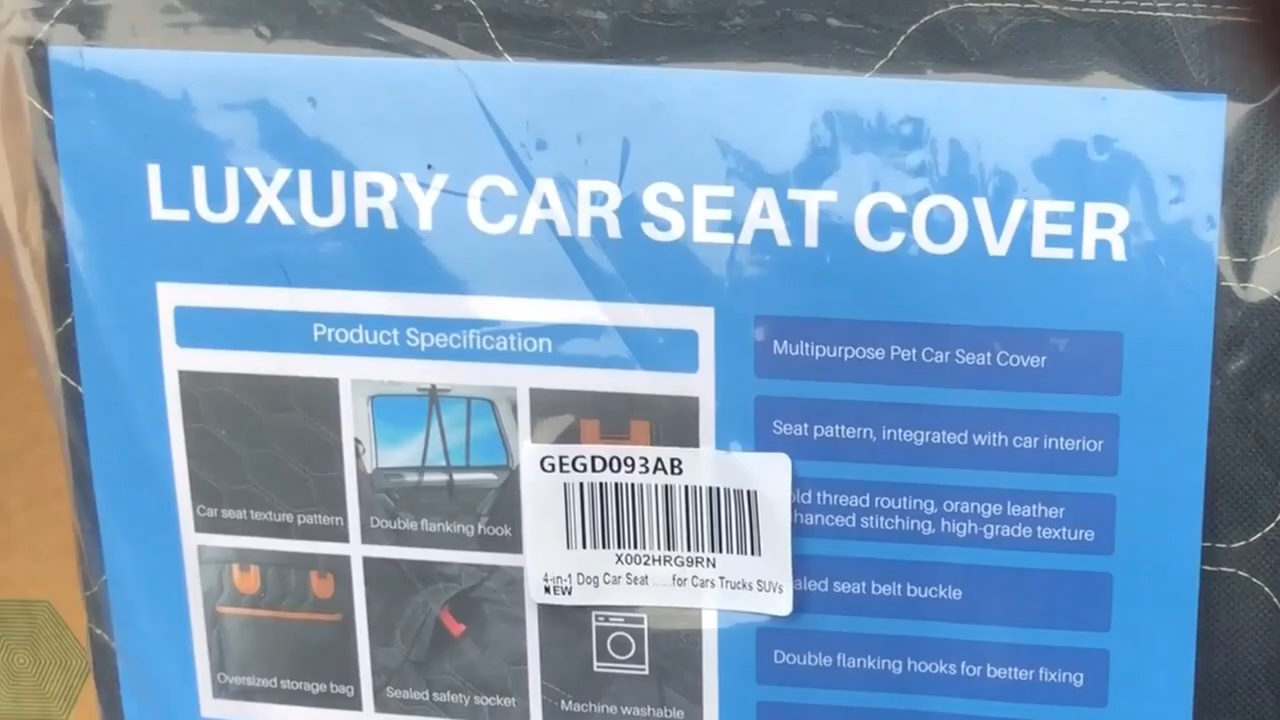 LUXURY CAR SEAT COVER
Product Specification
Car seat texture pattern
Double flanking hook
Oversized storage bag
Sealed safety socket
Machine washable
GEGD093AB
X002HRG9RN
4-in-1 Dog Car Seat ......for Cars Trucks SUVs
NEW
Multipurpose Pet Car Seat Cover
Seat pattern, integrated with car interior
old thread routing, orange leather
hanced stitching, high-grade texture
aled seat belt buckle
Double flanking hooks for better fixing